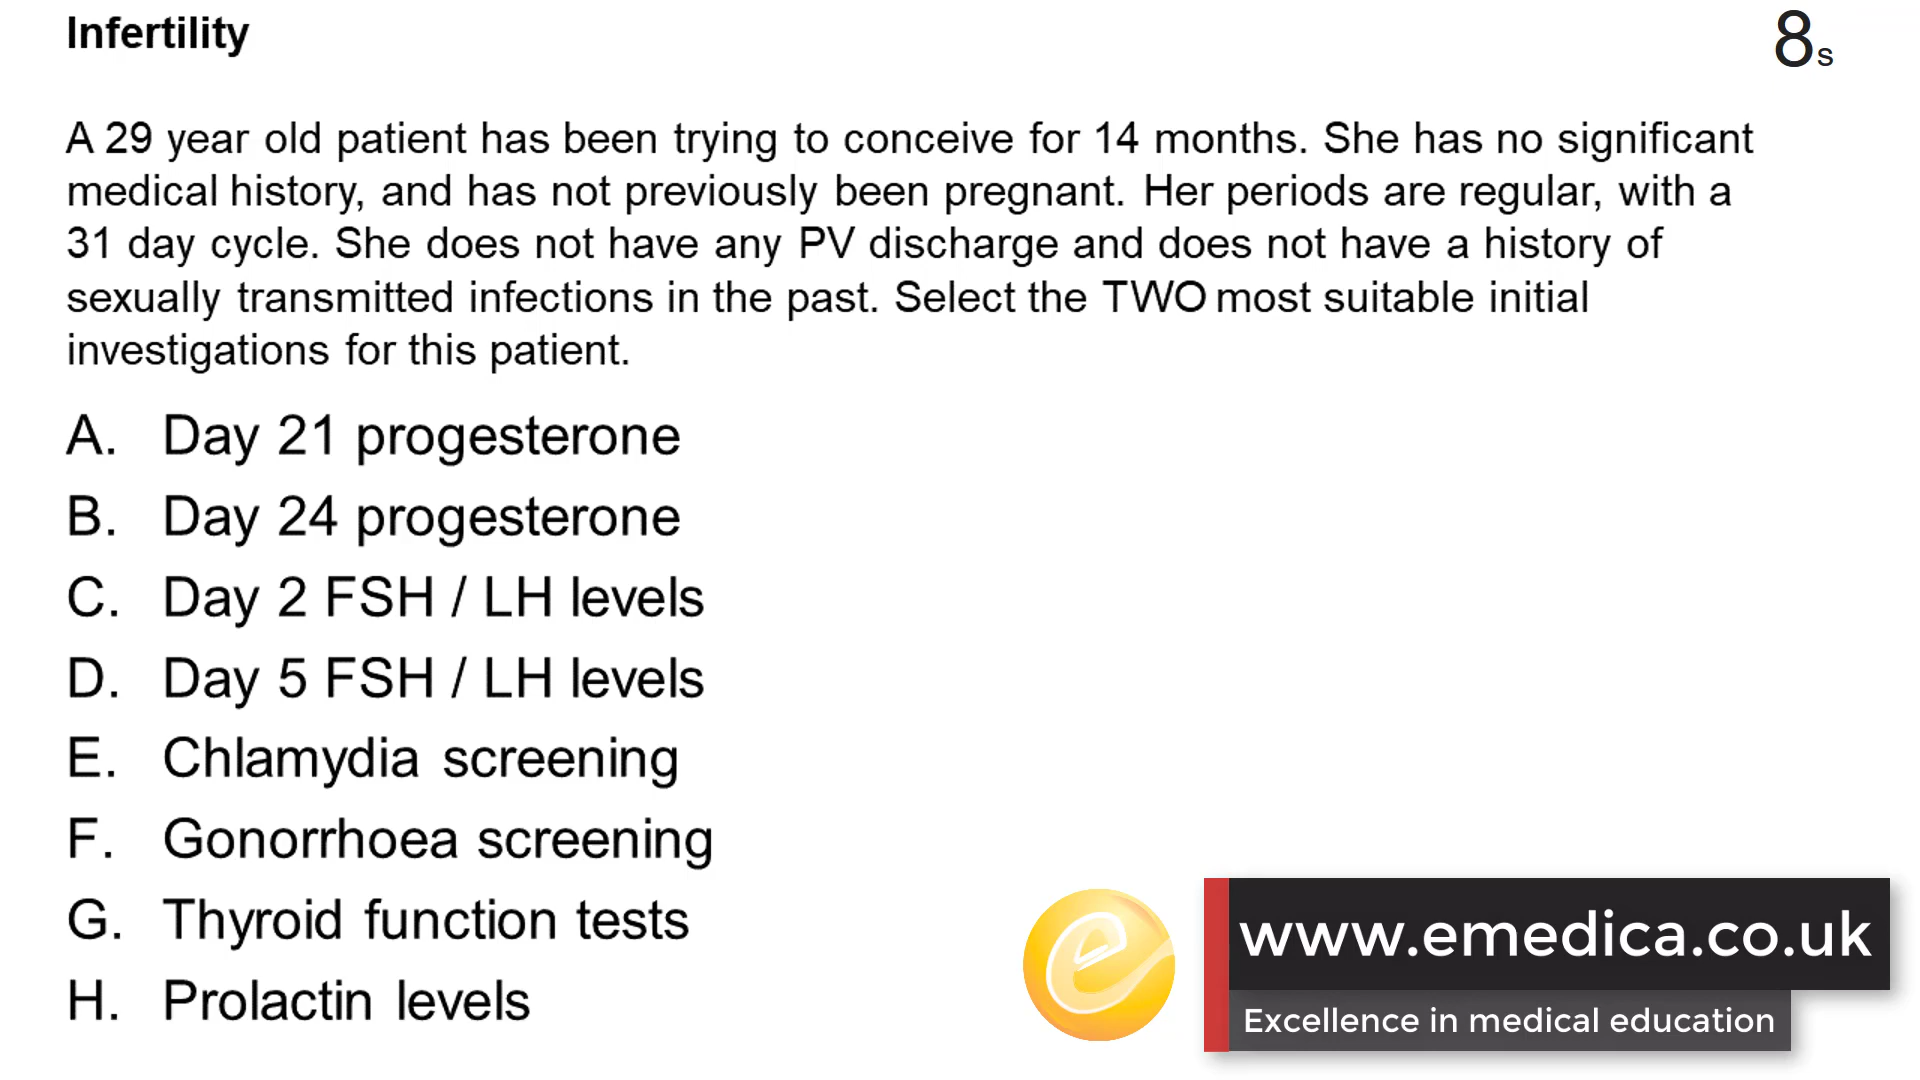 Infertility
8s
A 29 year old patient has been trying to conceive for 14 months. She has no significant
medical history, and has not previously been pregnant. Her periods are regular, with a
31 day cycle. She does not have any PV discharge and does not have a history of
sexually transmitted infections in the past. Select the TWO most suitable initial
investigations for this patient.
A. Day 21 progesterone
B. Day 24 progesterone
C. Day 2 FSH / LH levels
D. Day 5 FSH / LH levels
E. Chlamydia screening
F. Gonorrhoea screening
G. Thyroid function tests
H. Prolactin levels
e
www.emedica.co.uk
Excellence in medical education